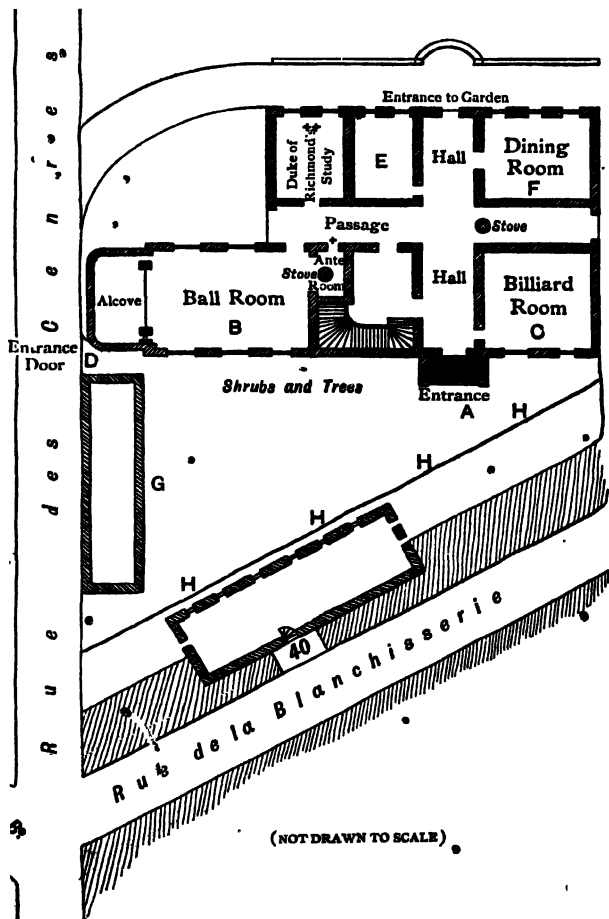 Entrance to Garden
Duke of
Richmond's
Study
E
Hall
Dining
Room
F
Passage
Stove
Stove
Ante
Room
Alcove
Ball Room
B
Hall
Billiard
Room
C
Entrance
Door
D
Shrubs and Trees
Entrance
A
H
H
H
H
G
40
Rue des Cendres
Rue de la Blanchisserie
(NOT DRAWN TO SCALE)